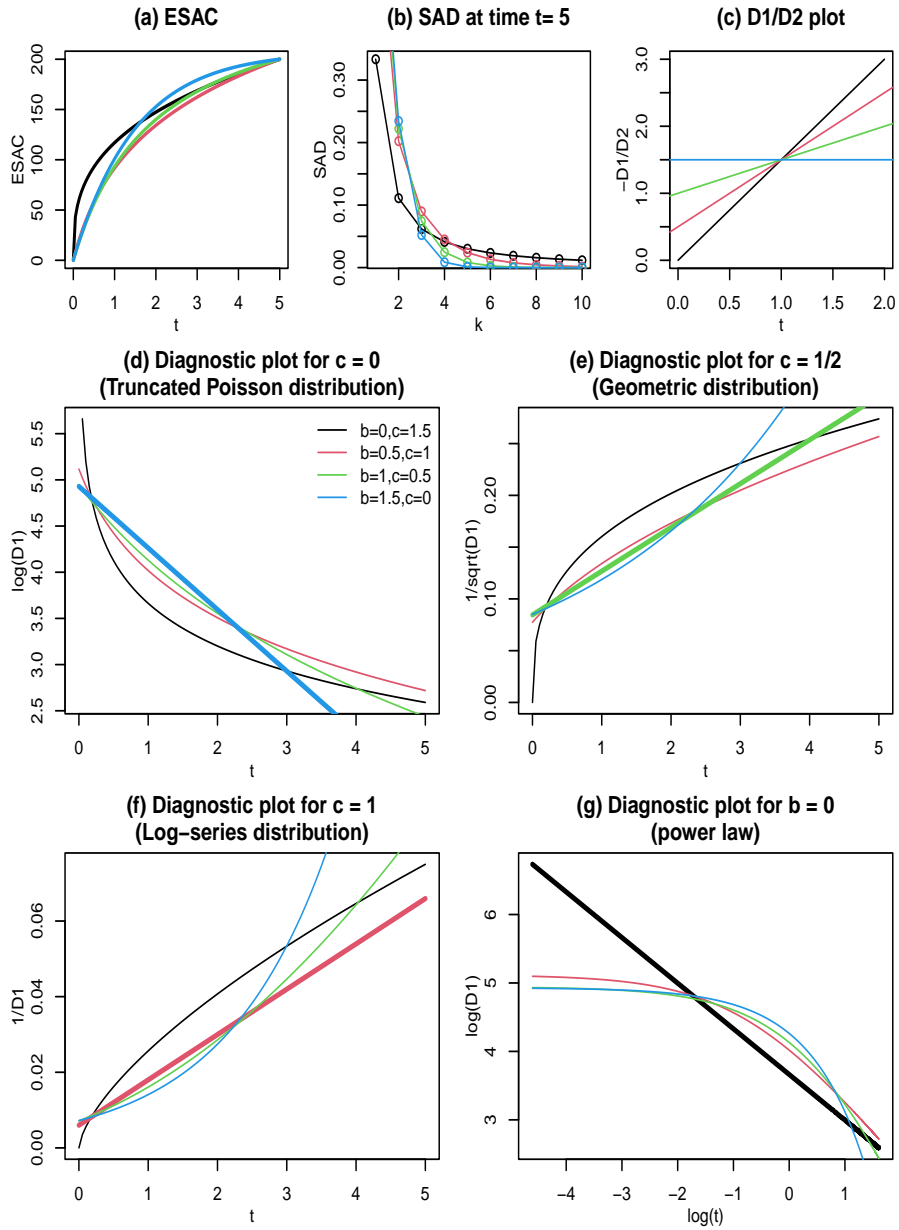 (a) ESAC
(b) SAD at time t= 5
(c) D1/D2 plot
ESAC
0
50
100
150
200
0 1 2 3 4 5
t
SAD
0.00
0.10
0.20
0.30
2 4 6 8 10
k
−D1/D2
0.0
1.0
2.0
3.0
0.0 0.5 1.0 1.5 2.0
t
(d) Diagnostic plot for c = 0
(Truncated Poisson distribution)
log(D1)
2.5
3.0
3.5
4.0
4.5
5.0
5.5
b=0,c=1.5
b=0.5,c=1
b=1,c=0.5
b=1.5,c=0
0 1 2 3 4 5
t
(e) Diagnostic plot for c = 1/2
(Geometric distribution)
1/sqrt(D1)
0.00
0.10
0.20
0 1 2 3 4 5
t
(f) Diagnostic plot for c = 1
(Log−series distribution)
1/D1
0.00
0.02
0.04
0.06
0 1 2 3 4 5
t
(g) Diagnostic plot for b = 0
(power law)
log(D1)
3
4
5
6
−4 −3 −2 −1 0 1
log(t)